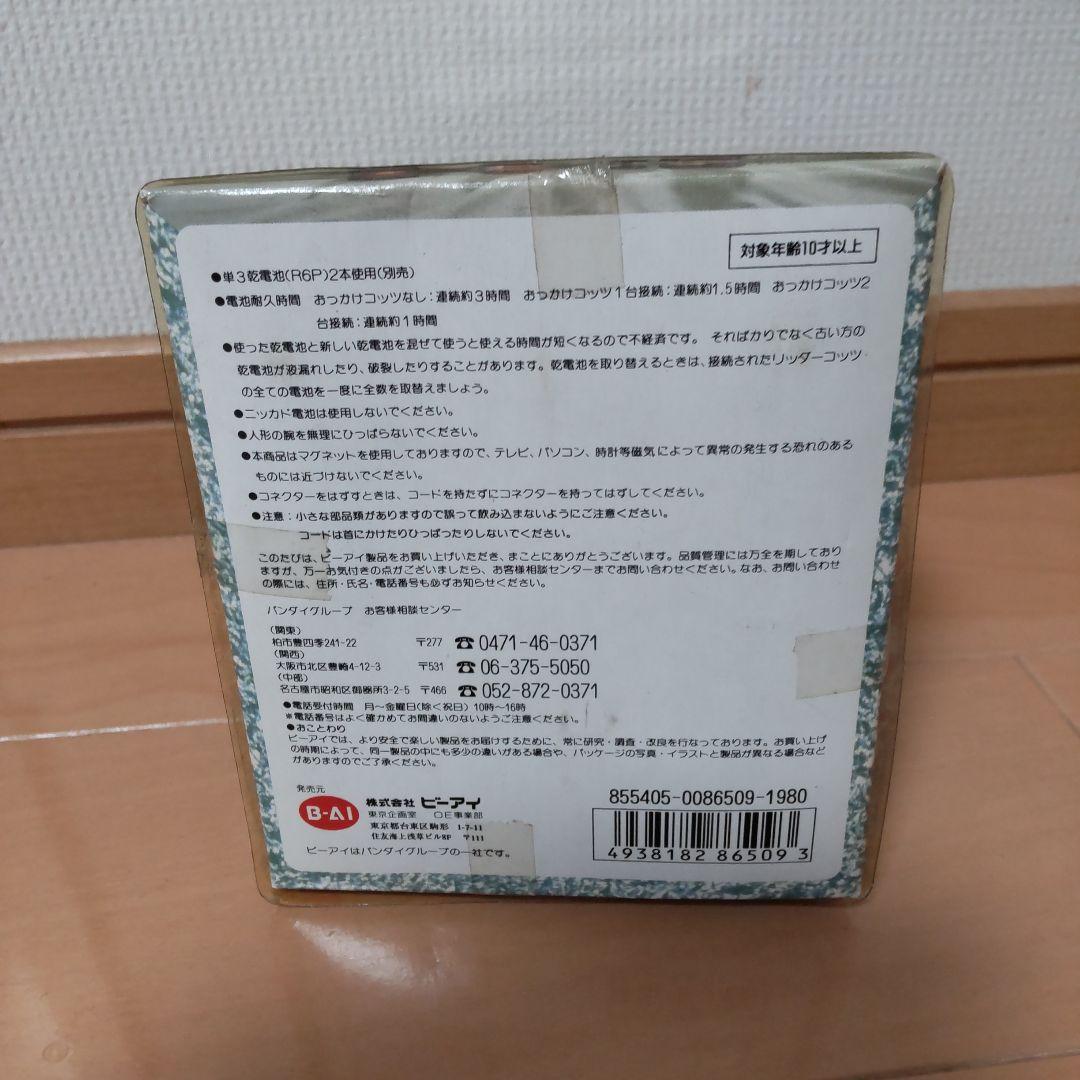 対象年齢10才以上
●単3乾電池(R6P)2本使用(別売)
●電池耐久時間　おっかけコッツなし:連続約3時間　おっかけコッツ1台接続:連続約1.5時間　おっかけコッツ2
台接続:連続約1時間
●使った乾電池と新しい乾電池を混ぜて使うと使える時間が短くなるので不経済です。そればかりでなく古い方の
乾電池が液漏れしたり、破裂したりすることがあります。乾電池を取り替えるときは、接続されたリッダーコッツ・
の全ての電池を一度に全数を取替えましょう。
●ニッカド電池は使用しないでください。
●人形の腕を無理にひっぱらないでください。
●本商品はマグネットを使用しておりますので、テレビ、パソコン、時計等磁気によって異常の発生する恐れのある
ものには近づけないでください。
●コネクターをはずすときは、コードを持たずにコネクターを持ってはずしてください。
●注意:小さな部品類がありますので誤って飲み込まないようにご注意ください。
コードは首にかけたりひっぱったりしないでください。
このたびは、ビーアイ製品をお買い上げいただき、まことにありがとうございます。品質管理には万全を期しており
ますが、万一お気付きの点がございましたら、お客様相談センターまでお問い合わせください。なお、お問い合わせ
の際には、住所・氏名・電話番号も必ずお知らせください。
バンダイグループ　お客様相談センター
(関東)
柏市豊四季241-22　〒277　☎0471-46-0371
(関西)
大阪市北区豊崎4-12-3　〒531　☎06-375-5050
(中部)
名古屋市昭和区御器所3-2-5　〒466　☎052-872-0371
●電話受付時間　月〜金曜日(除く祝日)10時〜16時
＊電話番号はよく確かめてお間違いのないようご注意ください。
●おことわり
ビーアイでは、より安全で楽しい製品をお届けするために、常に研究・調査・改良を行なっております。お買い上げ
の時期によって、同一製品の中にも多少の違いがある場合や、パッケージの写真・イラストと製品が異なる場合など
がありますのでご了承ください。
発売元
B-AI 株式会社 ビーアイ
東京企画室　OE事業部
東京都台東区駒形 1-7-11
住友海上浅草ビル8F 〒111
ビーアイはバンダイグループの一社です。
855405-0086509-1980
4938182865093